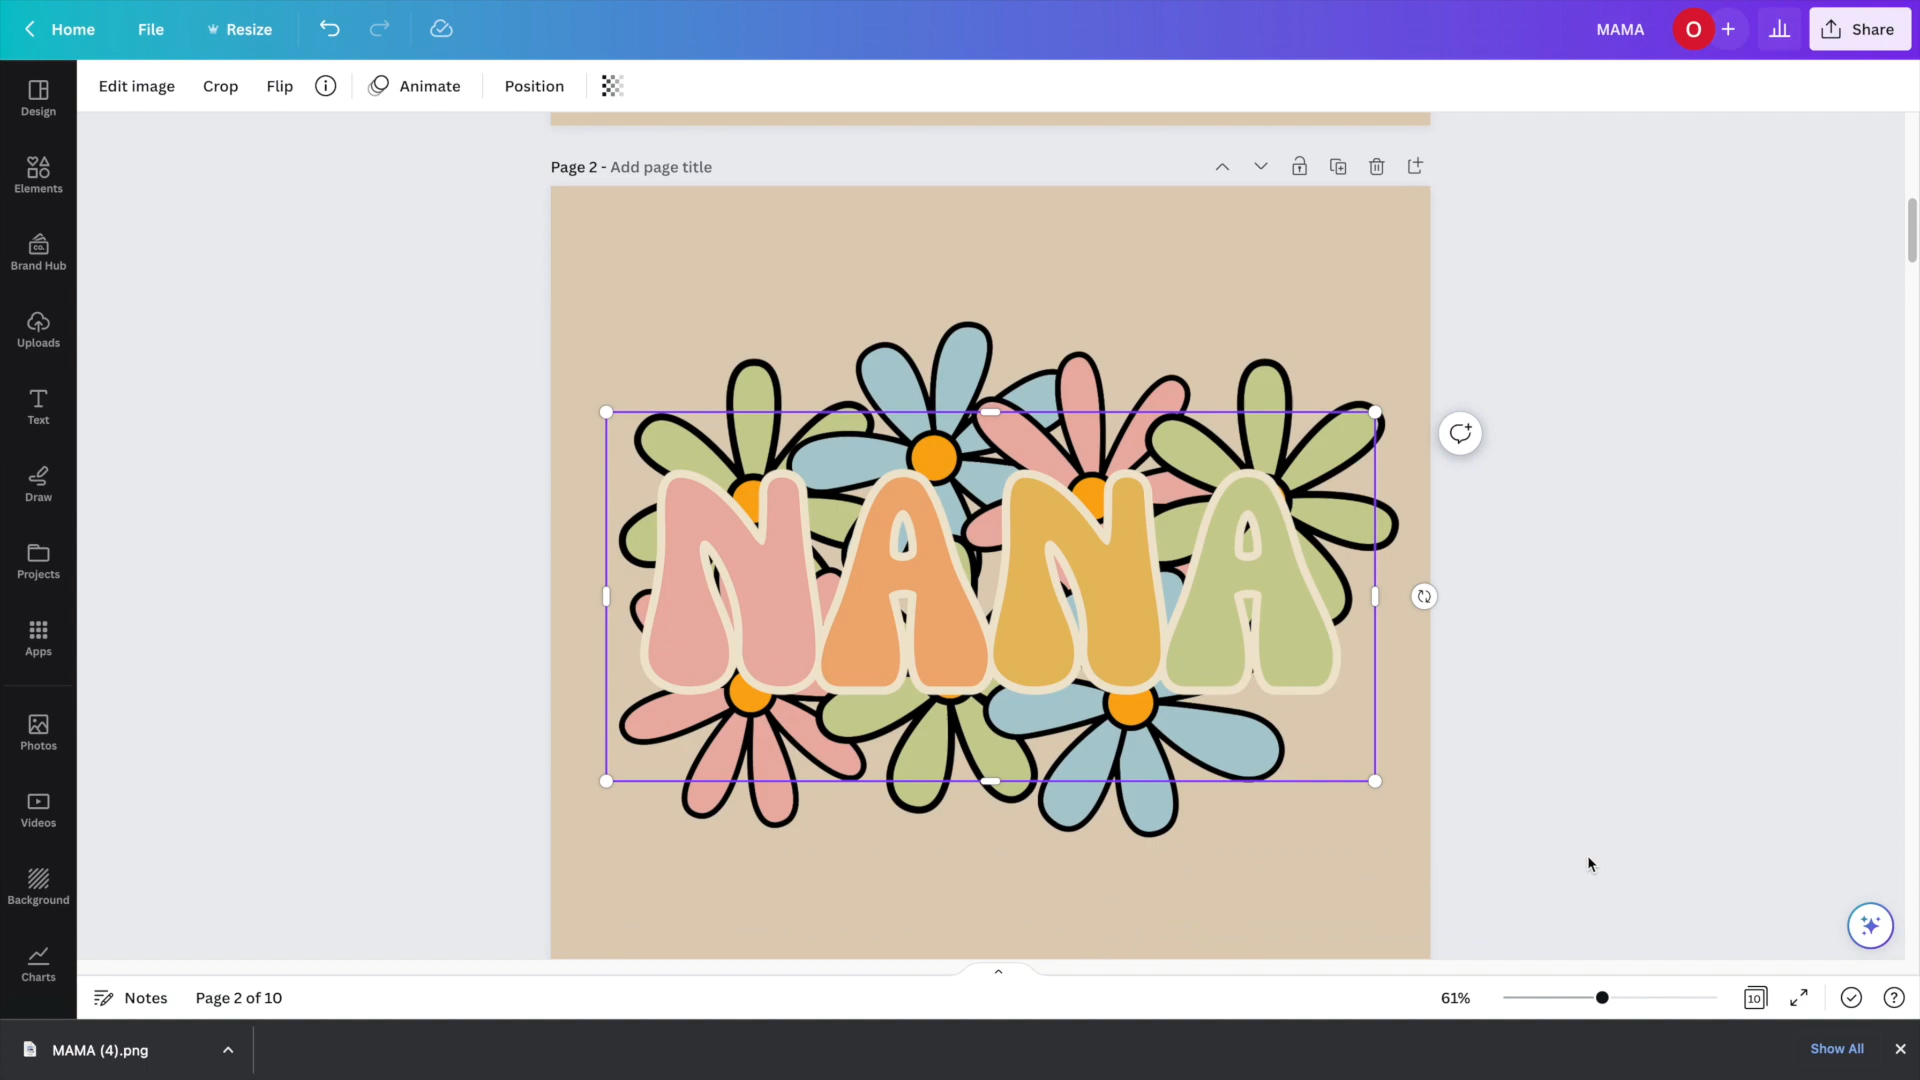 Home File Resize MAMA O Share
Edit image Crop Flip Animate Position
Design
Elements
Brand Hub
Uploads
Text
Draw
Projects
Apps
Photos
Videos
Background
Charts
Page 2 - Add page title
NANA
Notes Page 2 of 10 61% 10
MAMA (4).png Show All